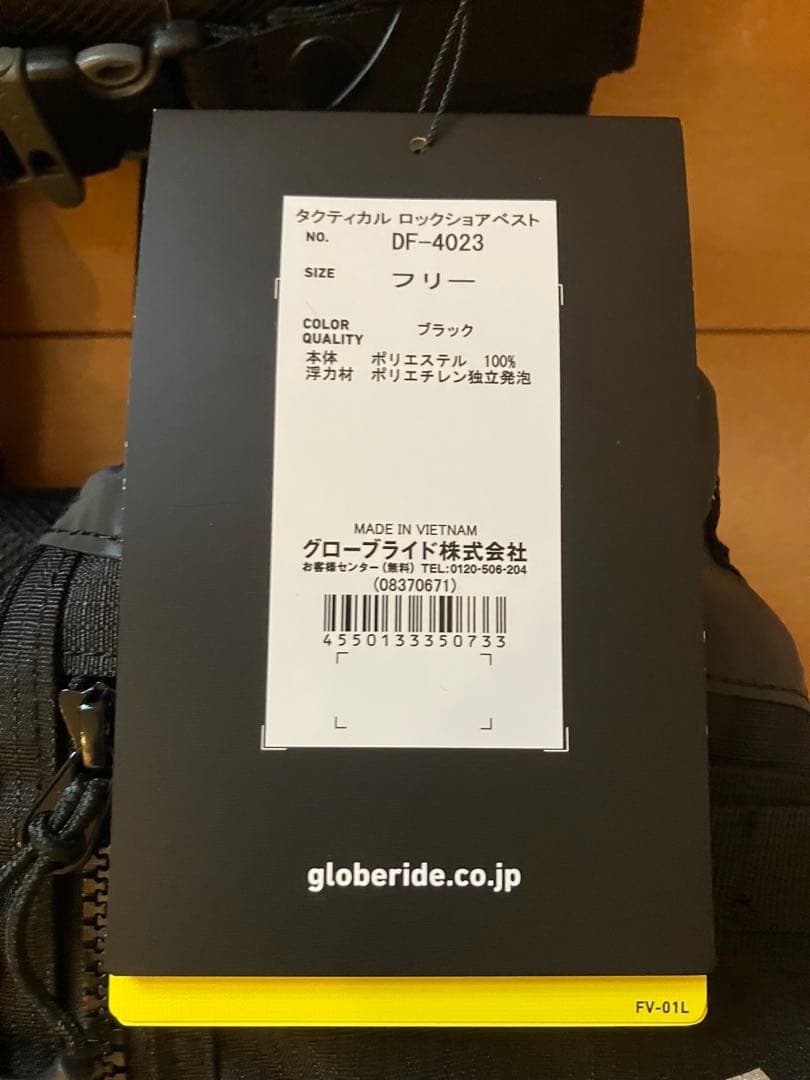 タクティカル ロックショアベスト
NO. DF-4023
SIZE フリー
COLOR ブラック
QUALITY
本体 ポリエステル 100%
浮力材 ポリエチレン独立発泡
MADE IN VIETNAM
グローブライド株式会社
お客様センター(無料) TEL:0120-506-204
(08370671)
4550133350733
globeride.co.jp
FV-01L